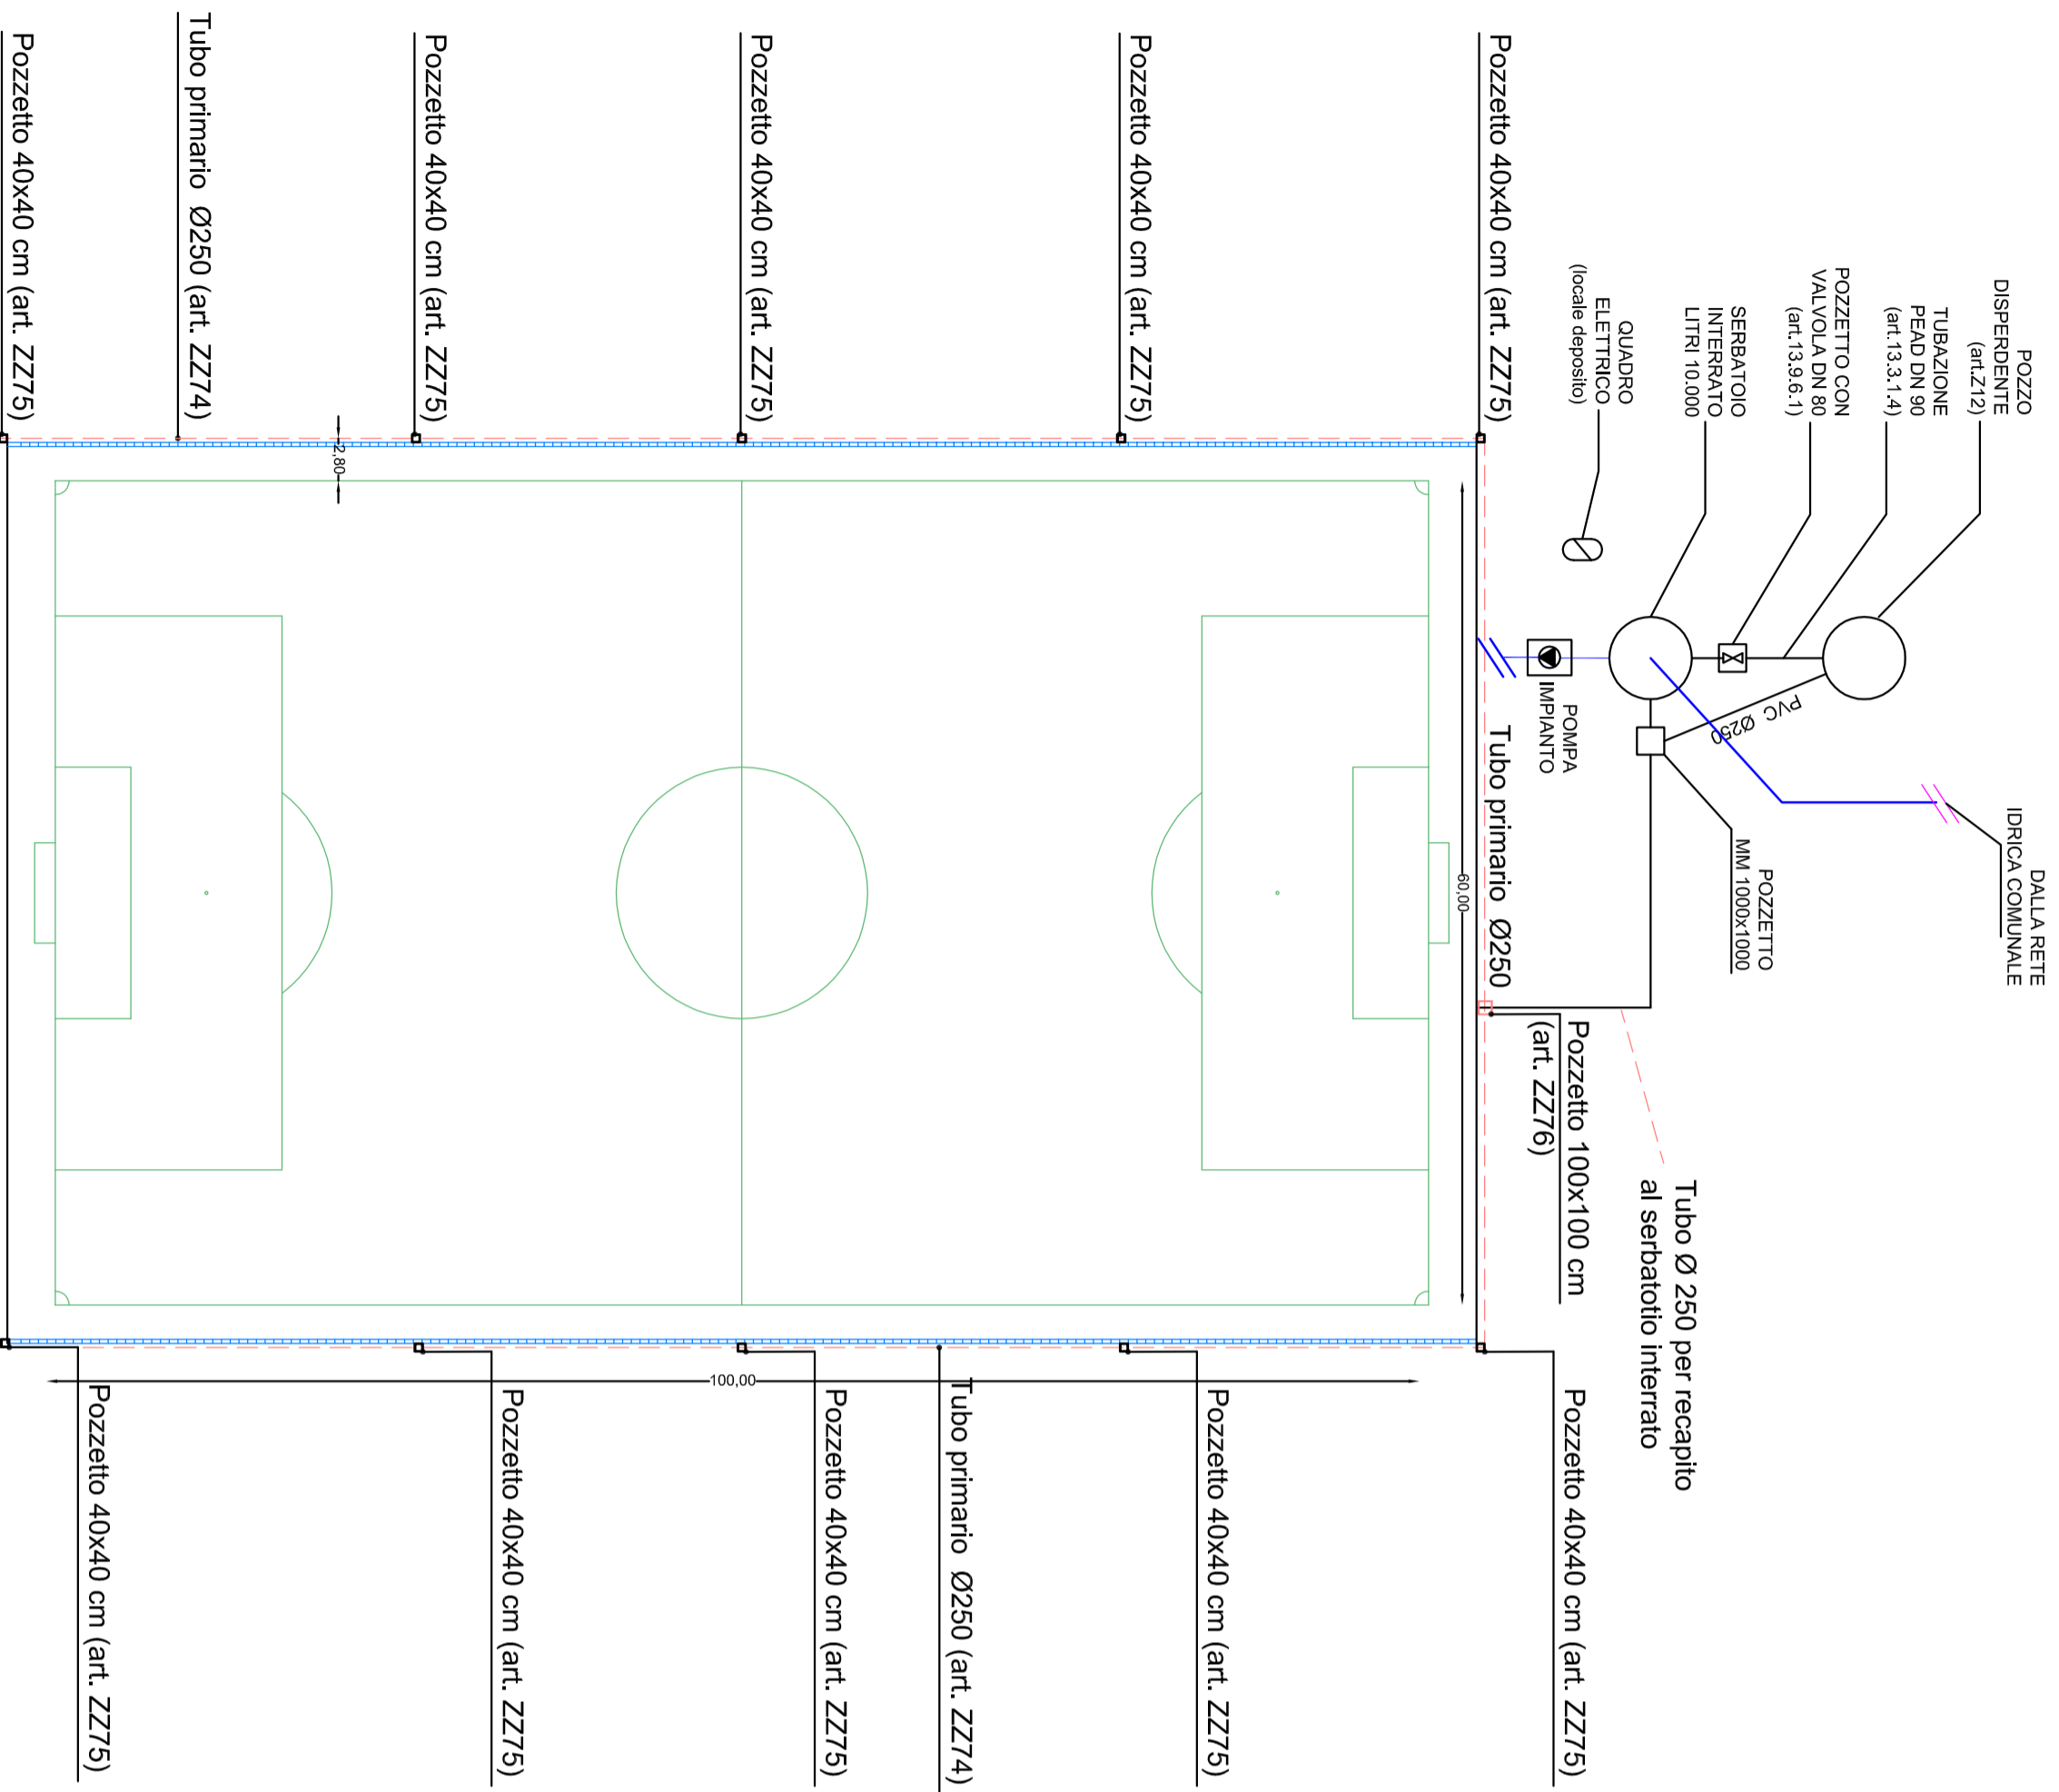 POZZO
DISPERDENTE
(art.Z12)
TUBAZIONE
PEAD DN 90
(art.13.3.1.4)
POZZETTO CON
VALVOLA DN 80
(art.13.9.6.1)
SERBATOIO
INTERRATO
LITRI 10.000
QUADRO
ELETTRICO
(locale deposito)
DALLA RETE
IDRICA COMUNALE
PVC Ø250
POZZETTO
MM 1000x1000
POMPA
IMPIANTO
Tubo Ø 250 per recapito
al serbatotio interrato
Pozzetto 100x100 cm
(art. ZZ76)
Tubo primario Ø250
60,00
Pozzetto 40x40 cm (art. ZZ75)
Pozzetto 40x40 cm (art. ZZ75)
Pozzetto 40x40 cm (art. ZZ75)
Pozzetto 40x40 cm (art. ZZ75)
Tubo primario Ø250 (art. ZZ74)
Pozzetto 40x40 cm (art. ZZ75)
2,80
Pozzetto 40x40 cm (art. ZZ75)
Pozzetto 40x40 cm (art. ZZ75)
Tubo primario Ø250 (art. ZZ74)
Pozzetto 40x40 cm (art. ZZ75)
100,00
Pozzetto 40x40 cm (art. ZZ75)
Pozzetto 40x40 cm (art. ZZ75)